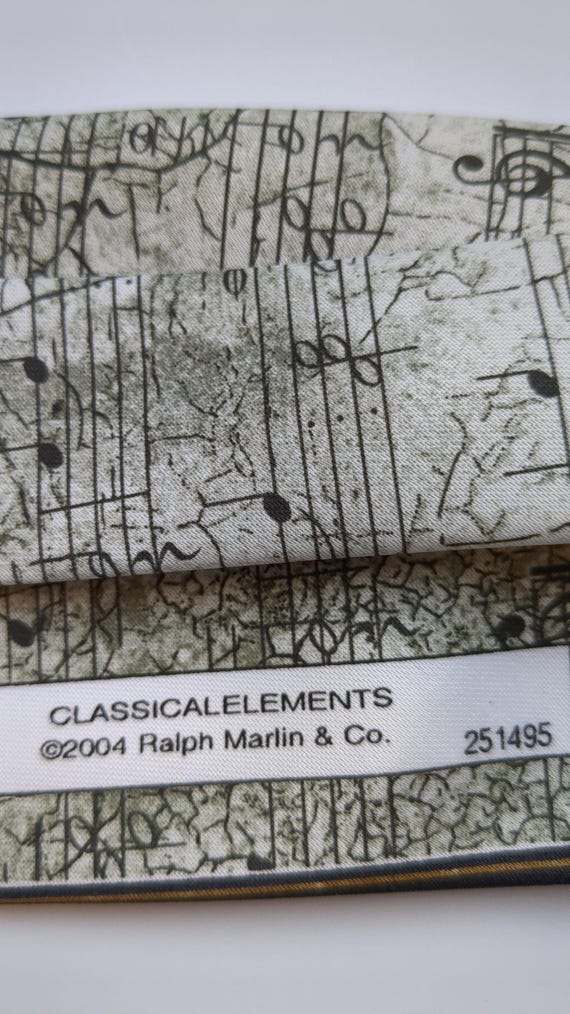 CLASSICALELEMENTS
©2004 Ralph Marlin & Co. 251495